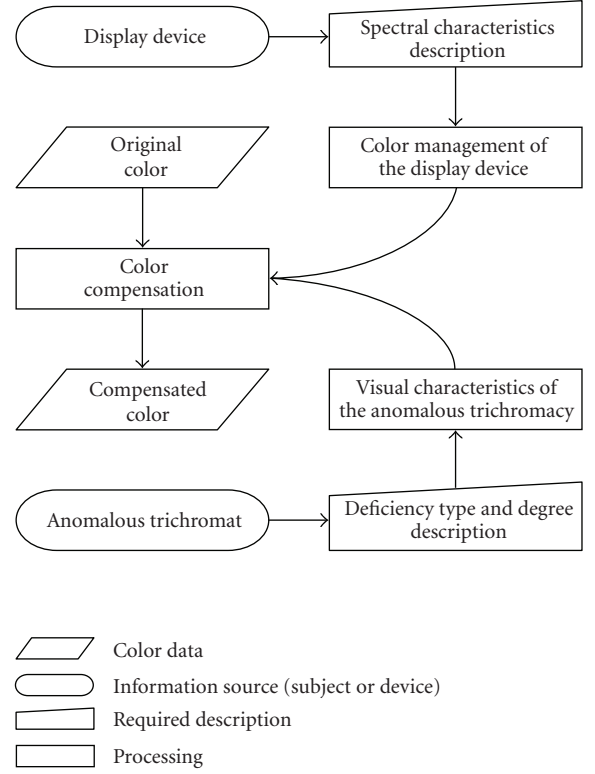 Display device
Spectral characteristics
description
Original
color
Color management of
the display device
Color
compensation
Compensated
color
Visual characteristics of
the anomalous trichromacy
Anomalous trichromat
Deficiency type and degree
description
Color data
Information source (subject or device)
Required description
Processing